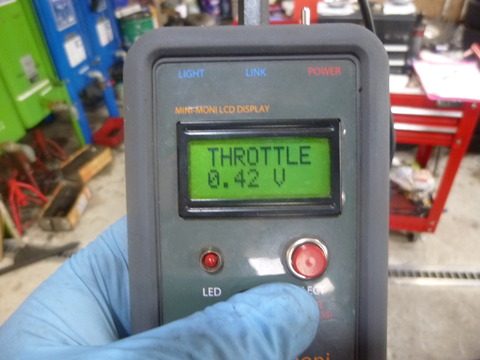 LIGHT LINK POWER
MINI-MONI LCD DISPLAY
THROTTLE
0.42 V
LED